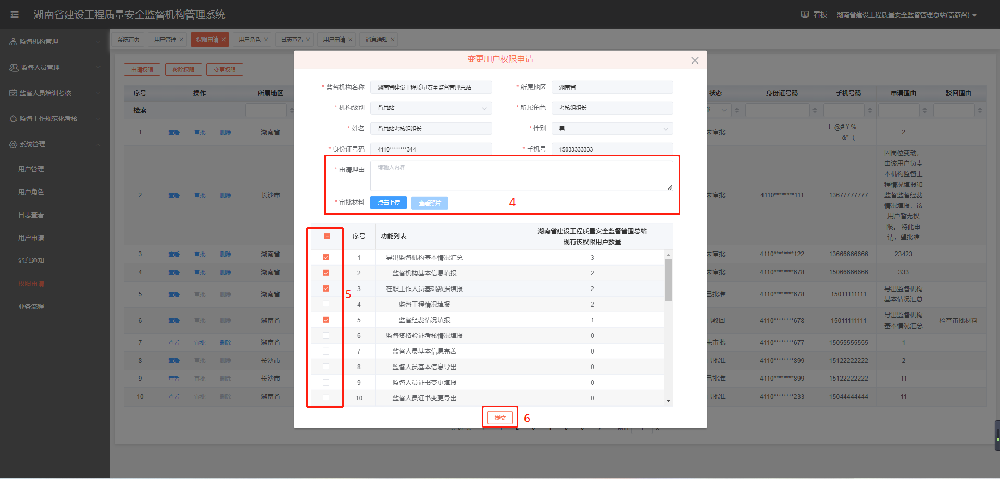 湖南省建设工程质量安全监督机构管理系统
看板
湖南省建设工程质量安全监督管理总站(袁彦召)
监督机构管理
监督人员管理
监督人员培训考核
监督工作规范化考核
系统管理
用户管理
用户角色
日志查看
用户申请
消息通知
权限申请
业务流程
系统首页 用户管理 权限申请 用户角色 日志查看 用户申请 消息通知
申请权限 移除权限 变更权限
序号 操作 所属地区 状态 身份证号码 手机号码 申请理由 驳回理由
检索
1 查看 审批 删除 湖南省 未审批 ！@#￥%……&*（ 2
2 查看 审批 删除 长沙市 未审批 4110********111 13677777777
因岗位变动，
由该用户负责
本机构监督工
程情况填报和
监督监督经费
情况填报，该
用户暂无权
限。 特此申
请，望批准
3 查看 审批 删除 湖南省 未审批 4110********122 13666666666 23423
4 查看 审批 删除 湖南省 未审批 4110********678 15066666666 333
5 查看 审批 删除 湖南省 已批准 4110********678 15011111111 导出监督机构
基本情况汇总
6 查看 审批 删除 湖南省 已驳回 4110********678 15011111111 导出监督机构
基本情况汇总
检查审批材料
7 查看 审批 删除 湖南省 未审批 4110********677 15055555555 1
8 查看 审批 删除 长沙市 已批准 4110********899 15122222222 2
9 查看 审批 删除 长沙市 已批准 4110********899 15122222222 11
10 查看 审批 删除 湖南省 已批准 4110********233 15044444444 11
变更用户权限申请
* 监督机构名称 湖南省建设工程质量安全监督管理总站
* 所属地区 湖南省
* 机构级别 省总站
* 所属角色 考核组组长
* 姓名 省总站考核组组长
* 性别 男
* 身份证号码 4110********344
* 手机号 15033333333
* 申请理由 请输入内容
* 审批材料 点击上传 查看照片
4
序号 功能列表 湖南省建设工程质量安全监督管理总站
现有该权限用户数量
1 导出监督机构基本情况汇总 3
2 监督机构基本信息填报 2
3 在职工作人员基础数据填报 2
4 监督工程情况填报 2
5 监督经费情况填报 1
6 监督资格验证考核情况填报 0
7 监督人员基本信息完善 0
8 监督人员基本信息导出 0
9 监督人员证书变更填报 0
10 监督人员证书变更导出 0
5
提交
6